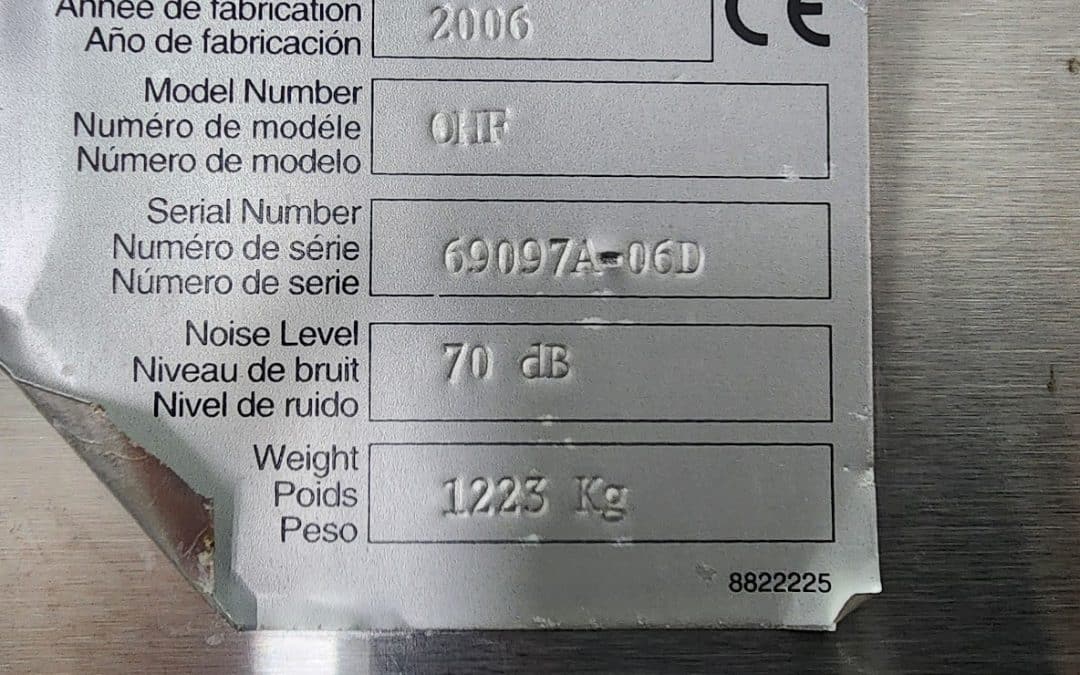 Année de fabrication
Año de fabricación
2006
CE
Model Number
Numéro de modéle
Número de modelo
OHF
Serial Number
Numéro de série
Número de serie
69097A-06D
Noise Level
Niveau de bruit
Nivel de ruido
70 dB
Weight
Poids
Peso
1223 Kg
8822225